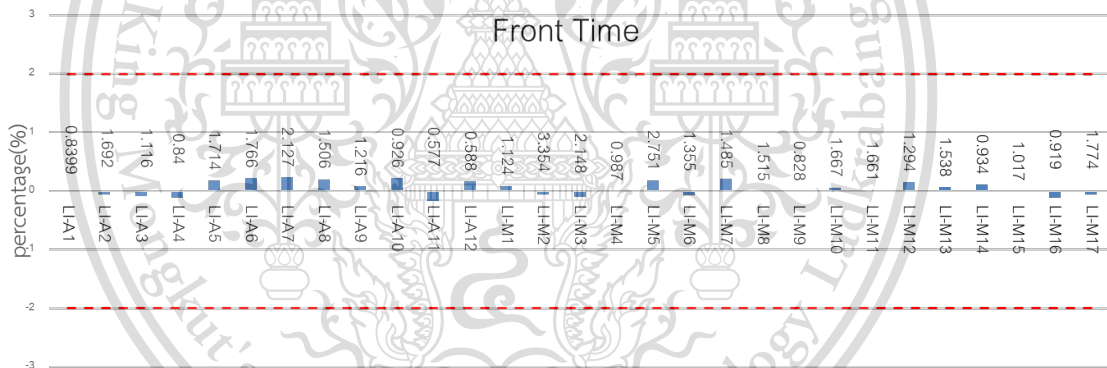 Front Time
percentage(%)
3
2
1
0
-1
-2
-3
0.8399 1.692 1.116 0.84 1.714 1.766 2.127 1.506 1.216 0.926 0.577 0.588 1.124 3.354 2.148 0.987 2.751 1.355 1.485 1.515 0.828 1.667 1.661 1.294 1.538 0.934 1.017 0.919 1.774
LI-A1 LI-A2 LI-A3 LI-A4 LI-A5 LI-A6 LI-A7 LI-A8 LI-A9 LI-A10 LI-A11 LI-A12 LI-M1 LI-M2 LI-M3 LI-M4 LI-M5 LI-M6 LI-M7 LI-M8 LI-M9 LI-M10 LI-M11 LI-M12 LI-M13 LI-M14 LI-M15 LI-M16 LI-M17
King Mongkut's
Ladkrabang